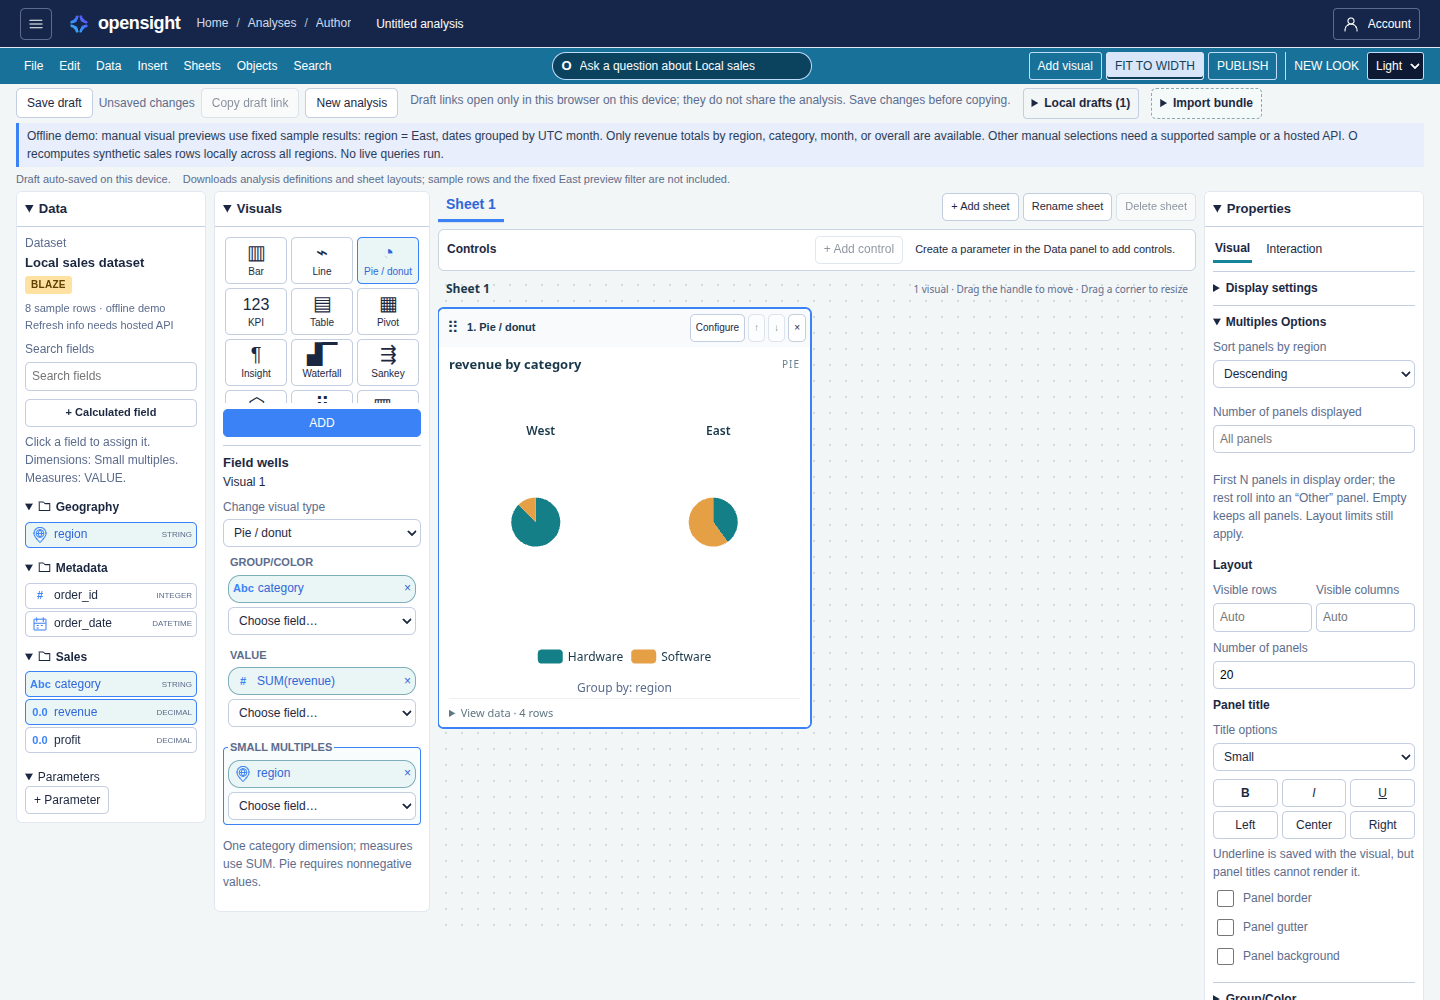 opensight
Home / Analyses / Author
Untitled analysis
Account
File Edit Data Insert Sheets Objects Search
O Ask a question about Local sales
Add visual
FIT TO WIDTH
PUBLISH
NEW LOOK
Light
Save draft
Unsaved changes
Copy draft link
New analysis
Draft links open only in this browser on this device; they do not share the analysis. Save changes before copying.
Local drafts (1)
Import bundle
Offline demo: manual visual previews use fixed sample results: region = East, dates grouped by UTC month. Only revenue totals by region, category, month, or overall are available. Other manual selections need a supported sample or a hosted API. O
recomputes synthetic sales rows locally across all regions. No live queries run.
Draft auto-saved on this device. Downloads analysis definitions and sheet layouts; sample rows and the fixed East preview filter are not included.
Data
Dataset
Local sales dataset
BLAZE
8 sample rows · offline demo
Refresh info needs hosted API
Search fields
Search fields
+ Calculated field
Click a field to assign it.
Dimensions: Small multiples.
Measures: VALUE.
Geography
region STRING
Metadata
# order_id INTEGER
order_date DATETIME
Sales
Abc category STRING
0.0 revenue DECIMAL
0.0 profit DECIMAL
Parameters
+ Parameter
Visuals
Bar
Line
Pie / donut
123
KPI
Table
Pivot
¶
Insight
Waterfall
Sankey
ADD
Field wells
Visual 1
Change visual type
Pie / donut
GROUP/COLOR
Abc category ×
Choose field…
VALUE
# SUM(revenue) ×
Choose field…
SMALL MULTIPLES
region ×
Choose field…
One category dimension; measures
use SUM. Pie requires nonnegative
values.
Sheet 1
+ Add sheet
Rename sheet
Delete sheet
Controls
+ Add control
Create a parameter in the Data panel to add controls.
Sheet 1
1 visual · Drag the handle to move · Drag a corner to resize
1. Pie / donut
Configure
↑
↓
×
revenue by category
PIE
West
East
Hardware
Software
Group by: region
View data · 4 rows
Properties
Visual
Interaction
Display settings
Multiples Options
Sort panels by region
Descending
Number of panels displayed
All panels
First N panels in display order; the
rest roll into an “Other” panel. Empty
keeps all panels. Layout limits still
apply.
Layout
Visible rows
Visible columns
Auto
Auto
Number of panels
20
Panel title
Title options
Small
B
I
U
Left
Center
Right
Underline is saved with the visual, but
panel titles cannot render it.
Panel border
Panel gutter
Panel background
Group/Color